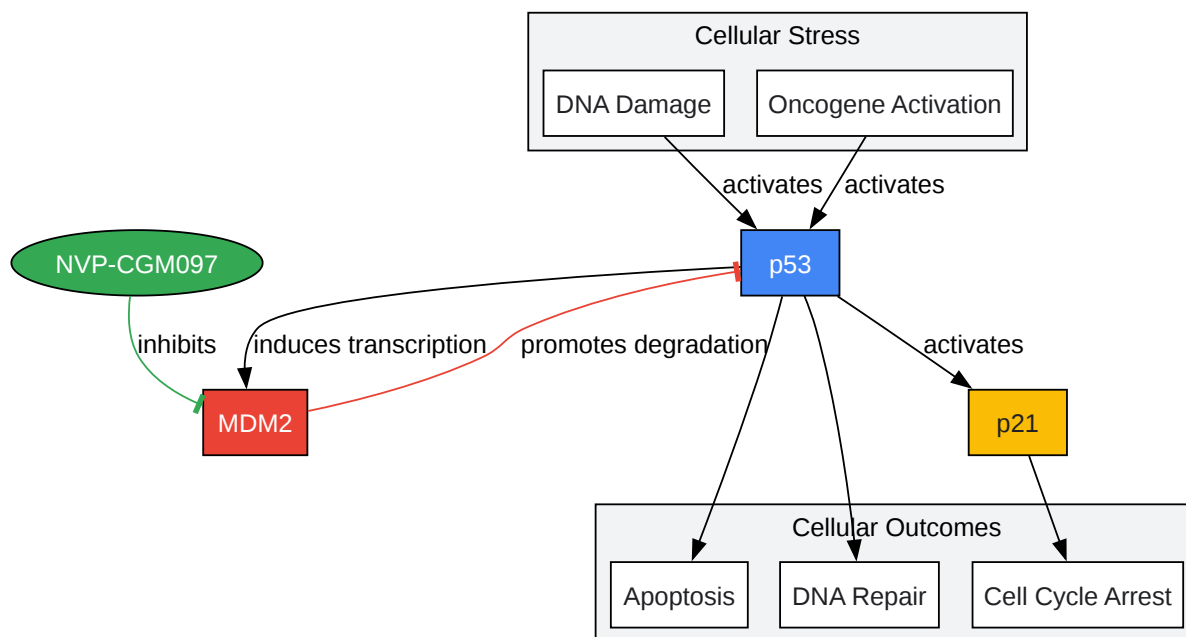 Cellular Stress
DNA Damage
Oncogene Activation
activates
activates
NVP-CGM097
p53
inhibits
induces transcription
promotes degradation
activates
MDM2
p21
Cellular Outcomes
Apoptosis
DNA Repair
Cell Cycle Arrest